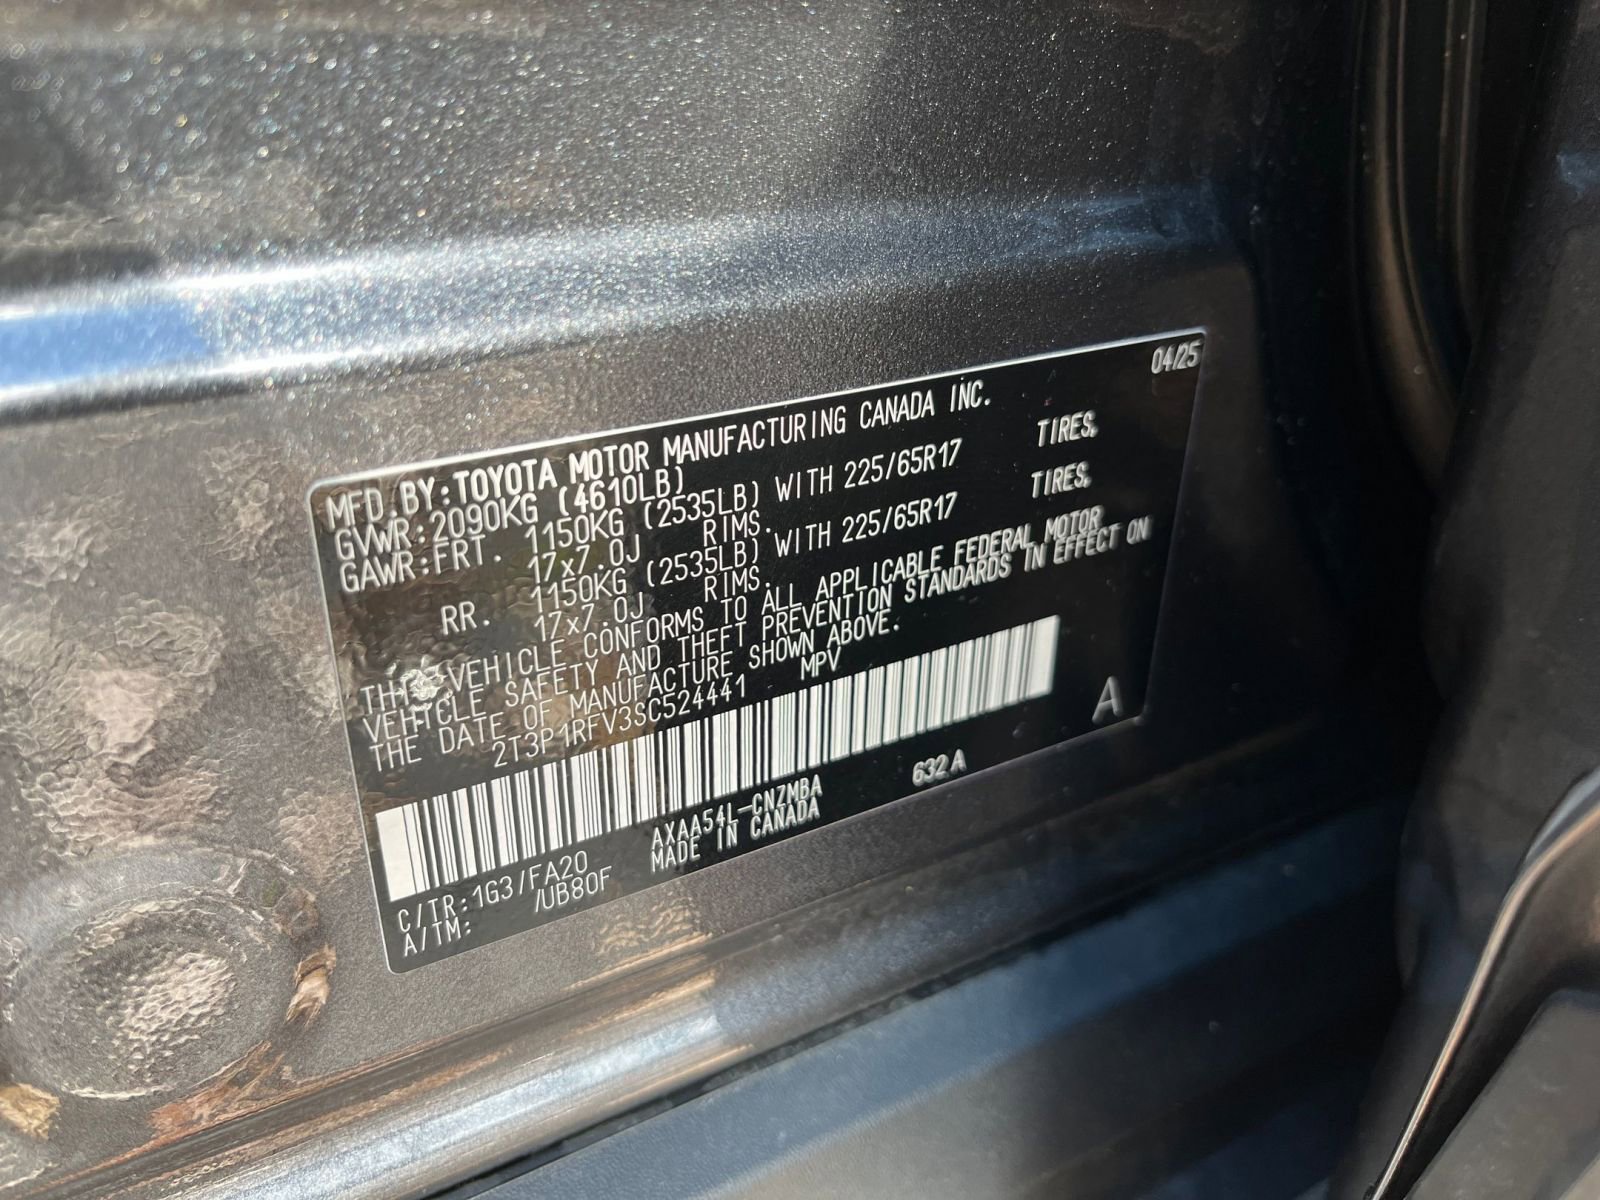 04/25
MFD.BY:TOYOTA MOTOR MANUFACTURING CANADA INC.
GVWR:2090KG (4610LB)
GAWR:FRT. 1150KG (2535LB) WITH 225/65R17 TIRES,
17x7.0J RIMS.
RR. 1150KG (2535LB) WITH 225/65R17 TIRES,
17x7.0J RIMS.
THIS VEHICLE CONFORMS TO ALL APPLICABLE FEDERAL MOTOR
VEHICLE SAFETY AND THEFT PREVENTION STANDARDS IN EFFECT ON
THE DATE OF MANUFACTURE SHOWN ABOVE.
2T3P1RFV3SC524441 MPV
A
C/TR:1G3/FA20 AXAA54L-CNZMBA 632A
A/TM: /UB80F MADE IN CANADA